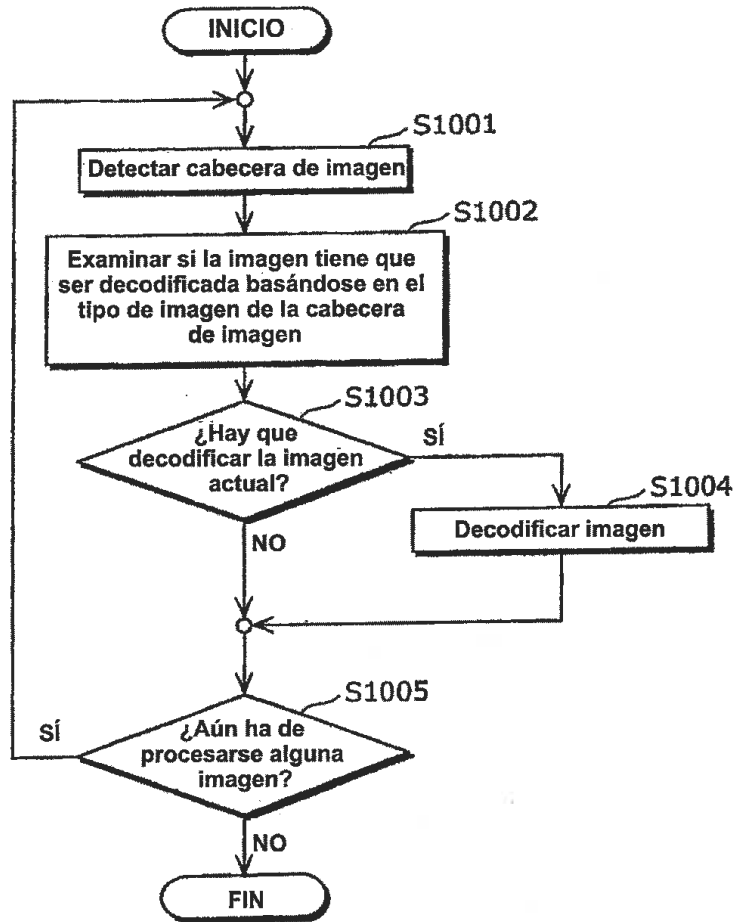 INICIO
S1001
Detectar cabecera de imagen
S1002
Examinar si la imagen tiene que
ser decodificada basándose en el
tipo de imagen de la cabecera
de imagen
S1003
¿Hay que
decodificar la imagen
actual?
SÍ
S1004
Decodificar imagen
NO
S1005
SÍ
¿Aún ha de
procesarse alguna
imagen?
NO
FIN